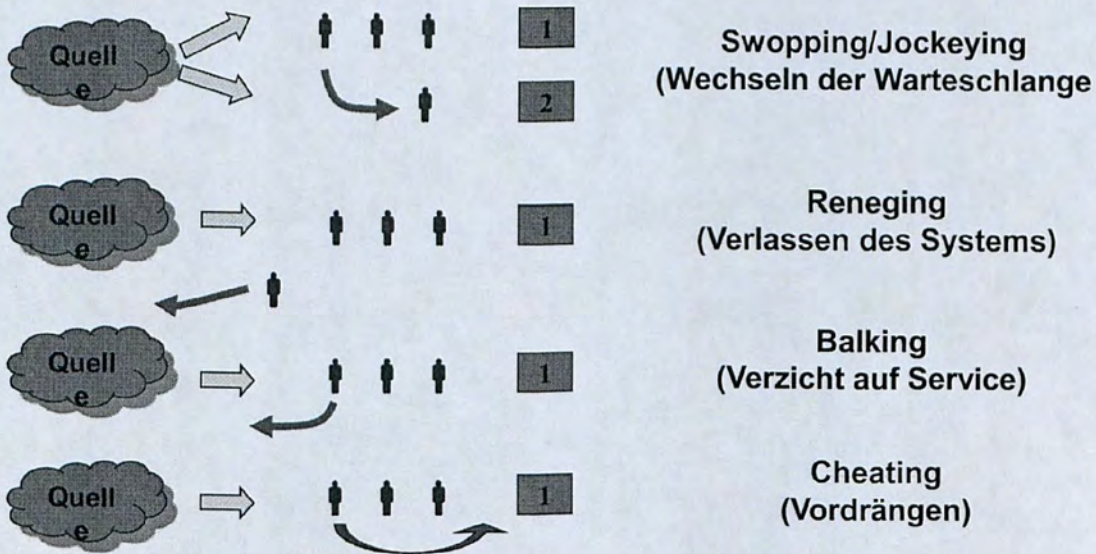 Quell
e
1
2
Swopping/Jockeying
(Wechseln der Warteschlange
Quell
e
1
Reneging
(Verlassen des Systems)
Quell
e
1
Balking
(Verzicht auf Service)
Quell
e
1
Cheating
(Vordrängen)